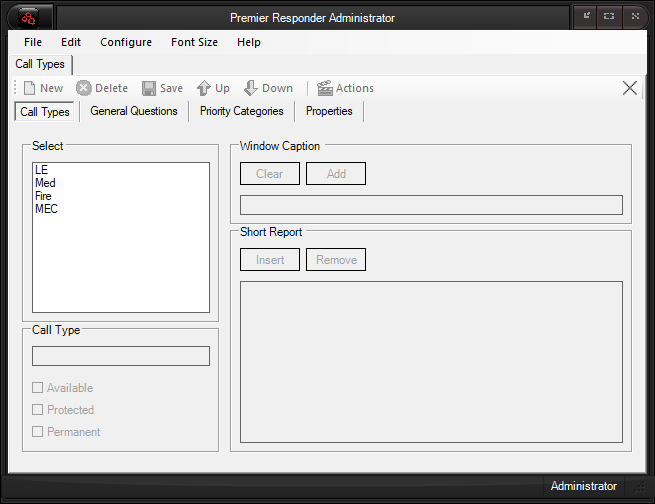 Premier Responder Administrator
File Edit Configure Font Size Help
Call Types
New Delete Save Up Down Actions
Call Types General Questions Priority Categories Properties
Select
LE
Med
Fire
MEC
Call Type
Available
Protected
Permanent
Window Caption
Clear Add
Short Report
Insert Remove
Administrator